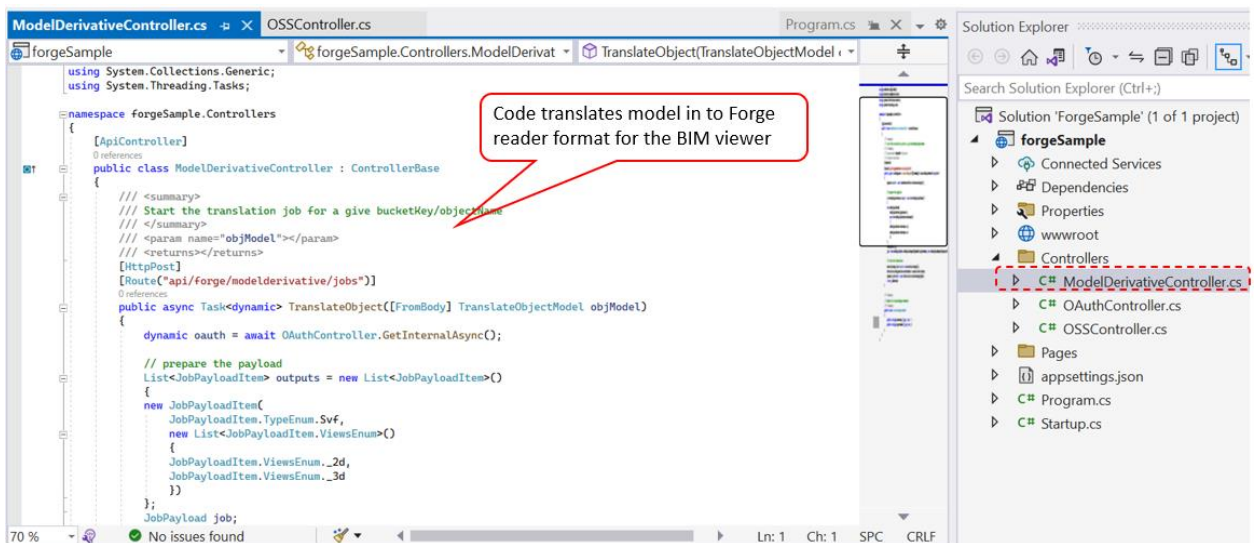 ModelDerivativeController.cs
OSSController.cs
Program.cs
forgeSample
forgeSample.Controllers.ModelDerivat
TranslateObject(TranslateObjectModel
using System.Collections.Generic;
using System.Threading.Tasks;
namespace forgeSample.Controllers
{
[ApiController]
0 references
public class ModelDerivativeController : ControllerBase
{
/// <summary>
/// Start the translation job for a give bucketKey/objectName
/// </summary>
/// <param name="objModel"></param>
/// <returns></returns>
[HttpPost]
[Route("api/forge/modelderivative/jobs")]
0 references
public async Task<dynamic> TranslateObject([FromBody] TranslateObjectModel objModel)
{
dynamic oauth = await OAuthController.GetInternalAsync();
// prepare the payload
List<JobPayloadItem> outputs = new List<JobPayloadItem>()
{
new JobPayloadItem(
JobPayloadItem.TypeEnum.Svf,
new List<JobPayloadItem.ViewsEnum>()
{
JobPayloadItem.ViewsEnum._2d,
JobPayloadItem.ViewsEnum._3d
})
};
JobPayload job;
Code translates model in to Forge
reader format for the BIM viewer
70 %
No issues found
Ln: 1 Ch: 1 SPC CRLF
Solution Explorer
Search Solution Explorer (Ctrl+;)
Solution 'ForgeSample' (1 of 1 project)
forgeSample
Connected Services
Dependencies
Properties
wwwroot
Controllers
C# ModelDerivativeController.cs
C# OAuthController.cs
C# OSSController.cs
Pages
appsettings.json
C# Program.cs
C# Startup.cs